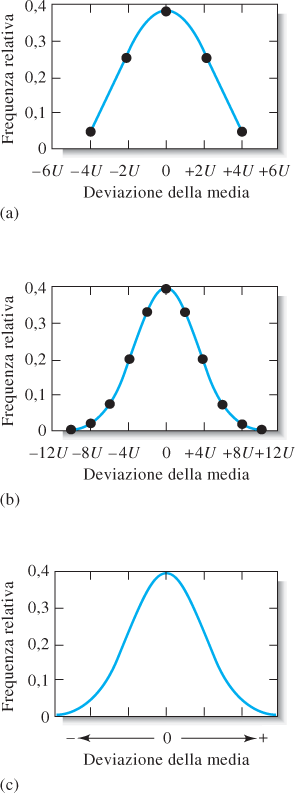 0,4
0,3
0,2
0,1
0
Frequenza relativa
−6U −4U −2U 0 +2U +4U +6U
Deviazione della media
(a)
0,4
0,3
0,2
0,1
0
Frequenza relativa
−12U −8U −4U 0 +4U +8U +12U
Deviazione della media
(b)
0,4
0,3
0,2
0,1
0
Frequenza relativa
− 0 +
Deviazione della media
(c)